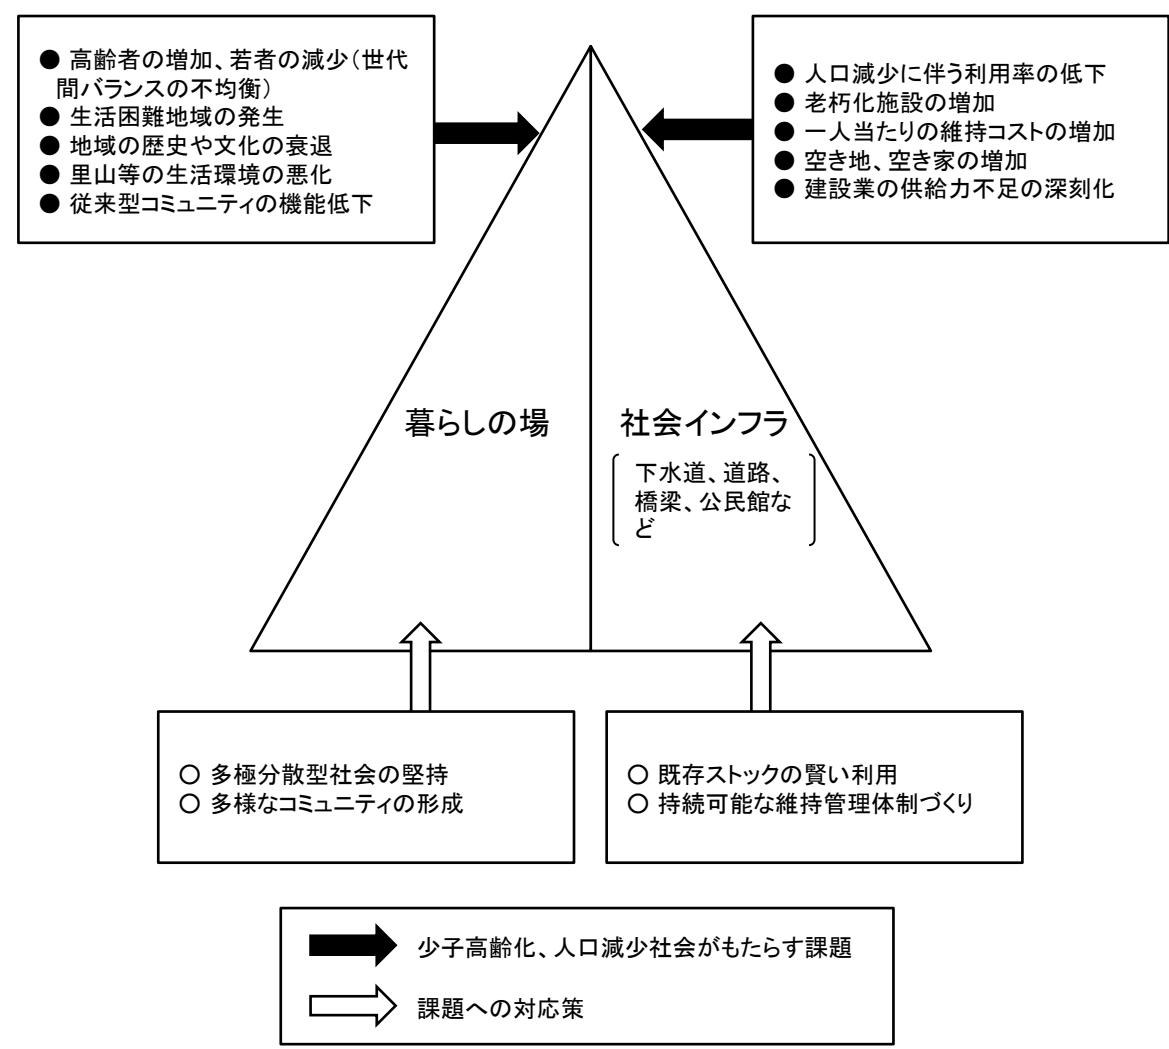 ● 高齢者の増加、若者の減少（世代
間バランスの不均衡）
● 生活困難地域の発生
● 地域の歴史や文化の衰退
● 里山等の生活環境の悪化
● 従来型コミュニティの機能低下
● 人口減少に伴う利用率の低下
● 老朽化施設の増加
● 一人当たりの維持コストの増加
● 空き地、空き家の増加
● 建設業の供給力不足の深刻化
暮らしの場
社会インフラ
下水道、道路、
橋梁、公民館な
ど
○ 多極分散型社会の堅持
○ 多様なコミュニティの形成
○ 既存ストックの賢い利用
○ 持続可能な維持管理体制づくり
少子高齢化、人口減少社会がもたらす課題
課題への対応策